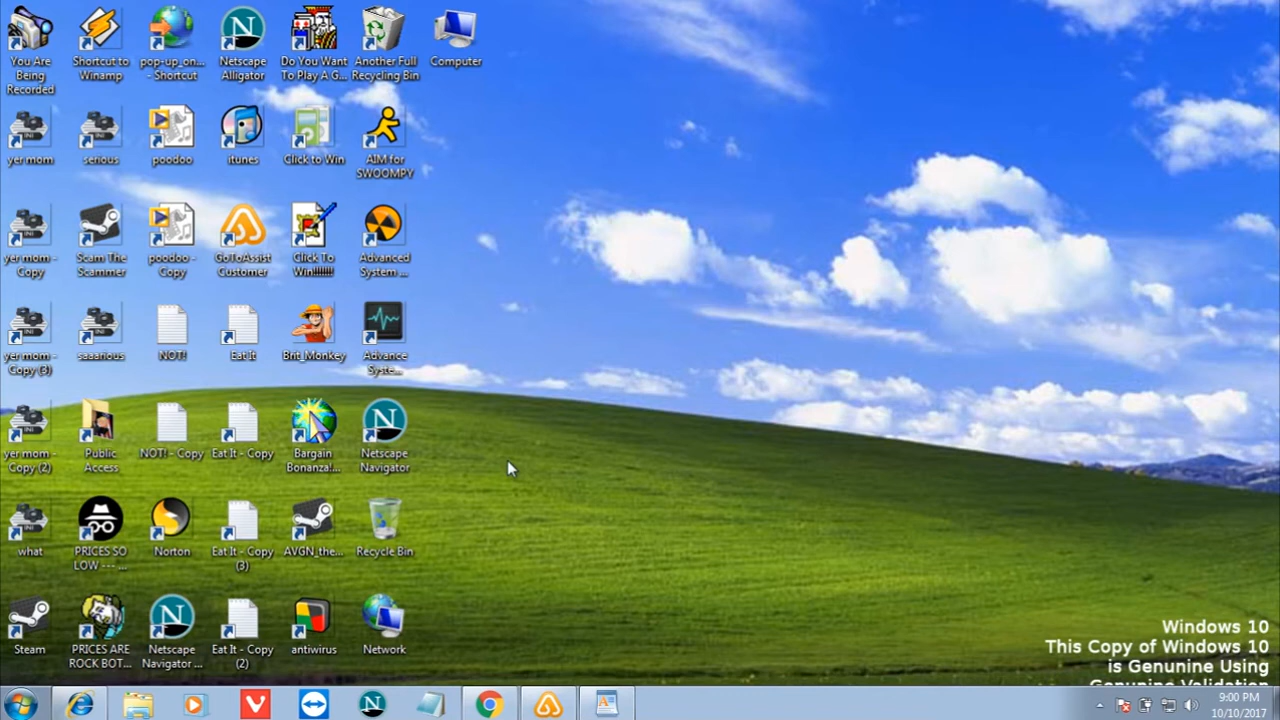 You Are
Being
Recorded
Shortcut to
Winamp
pop-up_on...
- Shortcut
Netscape
Alligator
Do You Want
To Play A G...
Another Full
Recycling Bin
Computer
yer mom
serious
poodoo
itunes
Click to Win
AIM for
SWOOMPY
yer mom -
Copy
Scam The
Scammer
poodoo -
Copy
GoToAssist
Customer
Click To
Win!!!!!!!
Advanced
System ...
yer mom -
Copy (3)
saaarious
NOT!
Eat It
Brit_Monkey
Advance
Syste...
yer mom -
Copy (2)
Public
Access
NOT! - Copy
Eat It - Copy
Bargain
Bonanza!...
Netscape
Navigator
what
PRICES SO
LOW --- ...
Norton
Eat It - Copy
(3)
AVGN_the...
Recycle Bin
Steam
PRICES ARE
ROCK BOT...
Netscape
Navigator ...
Eat It - Copy
(2)
antiwirus
Network
Windows 10
This Copy of Windows 10
is Genunine Using
Genunine Validation
9:00 PM
10/10/2017